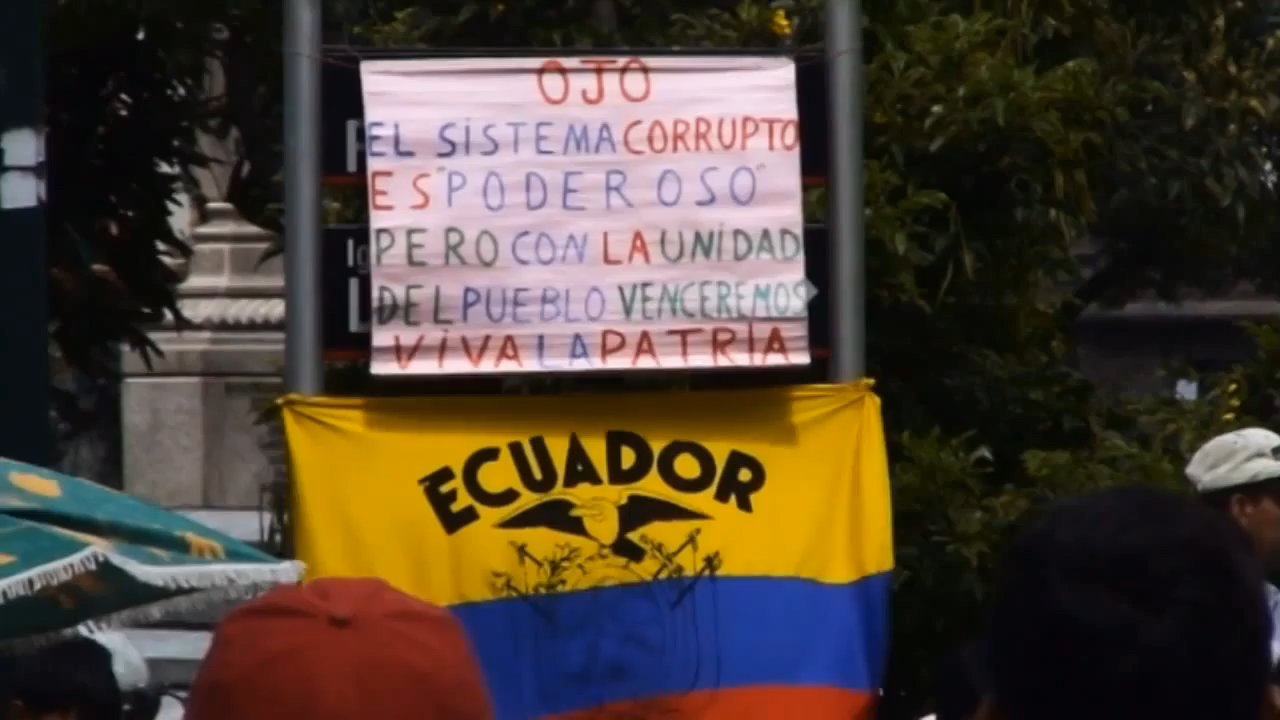 OJO
EL SiSTEMA CORRUPTO
ES "PODEROSO"
PERO CON LA UNiDAD
DEL PUEBLO VENCEREMOS
ViVA LA PATRiA
ECUADOR